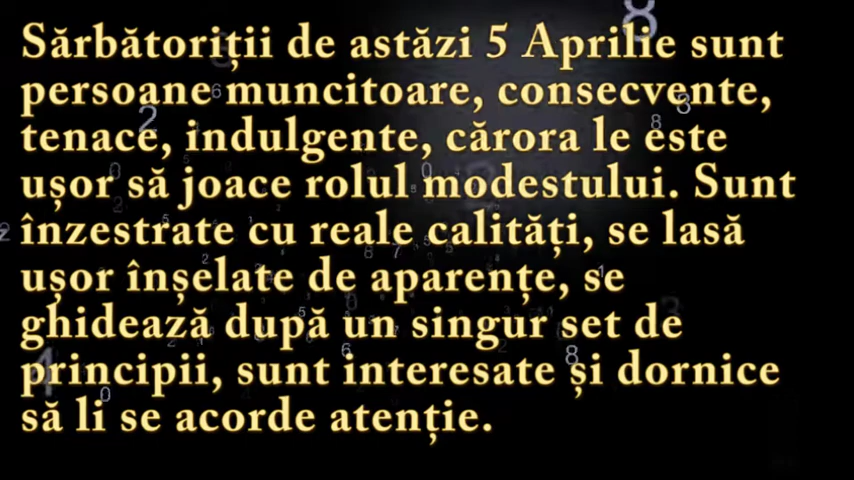 Sărbătoriții de astăzi 5 Aprilie sunt
persoane muncitoare, consecvente,
tenace, indulgente, cărora le este
ușor să joace rolul modestului. Sunt
înzestrate cu reale calități, se lasă
ușor înșelate de aparențe, se
ghidează după un singur set de
principii, sunt interesate și dornice
să li se acorde atenție.